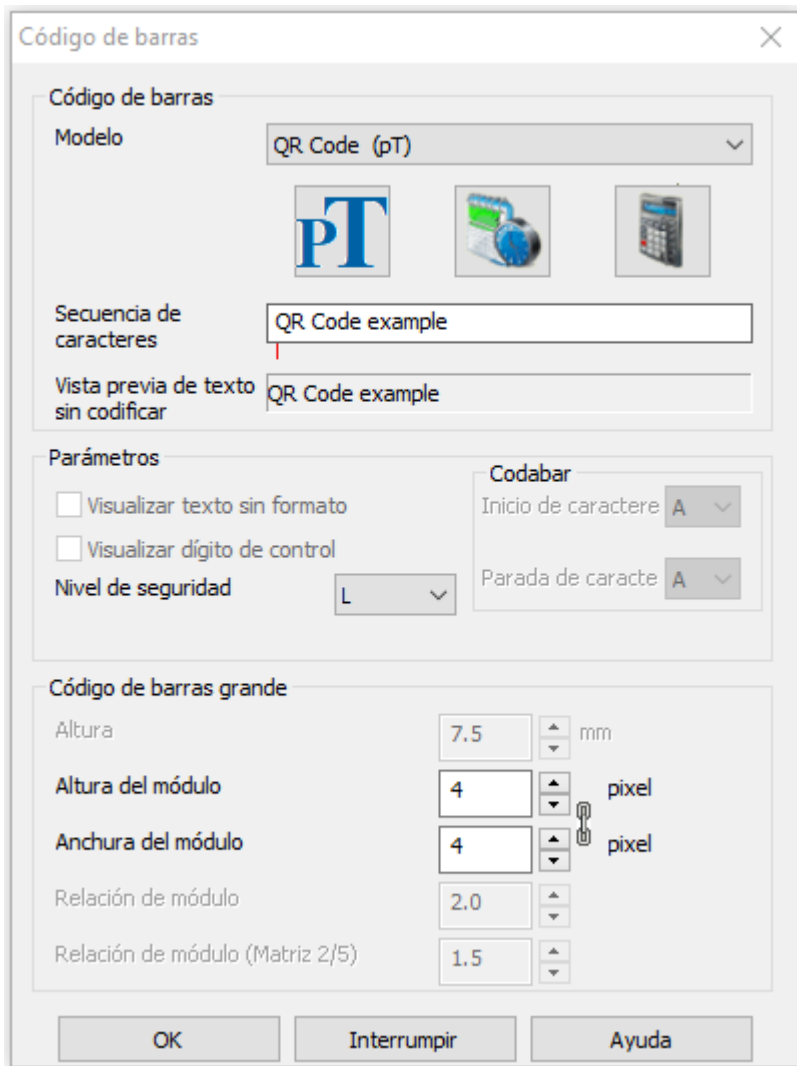 Código de barras
Código de barras
Modelo
QR Code (pT)
PT
Secuencia de
caracteres
QR Code example
Vista previa de texto
sin codificar
QR Code example
Parámetros
Visualizar texto sin formato
Visualizar dígito de control
Nivel de seguridad
L
Codabar
Inicio de caractere
A
Parada de caracte
A
Código de barras grande
Altura
7.5
mm
Altura del módulo
4
pixel
Anchura del módulo
4
pixel
Relación de módulo
2.0
Relación de módulo (Matriz 2/5)
1.5
OK
Interrumpir
Ayuda